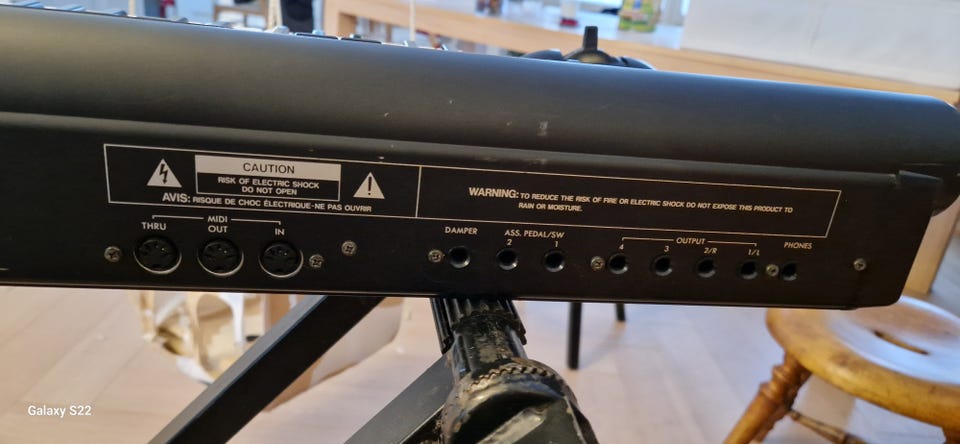 CAUTION
RISK OF ELECTRIC SHOCK
DO NOT OPEN
AVIS: RISQUE DE CHOC ÉLECTRIQUE-NE PAS OUVRIR
WARNING: TO REDUCE THE RISK OF FIRE OR ELECTRIC SHOCK DO NOT EXPOSE THIS PRODUCT TO
RAIN OR MOISTURE.
MIDI
THRU OUT IN
DAMPER
ASS. PEDAL/SW
2 1
OUTPUT
4 3 2/R 1/L
PHONES
Galaxy S22